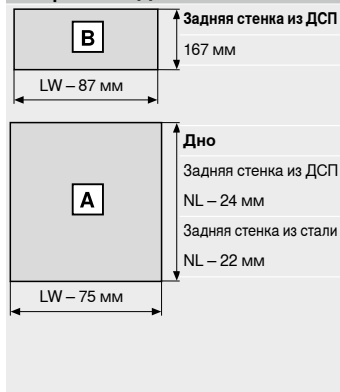 B
Задняя стенка из ДСП
167 мм
LW – 87 мм
A
Дно
Задняя стенка из ДСП
NL – 24 мм
Задняя стенка из стали
NL – 22 мм
LW – 75 мм